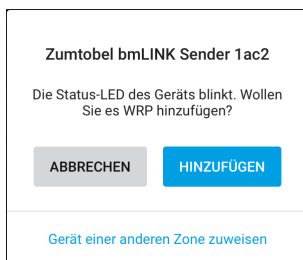 Zumtobel bmLINK Sender 1ac2
Die Status-LED des Geräts blinkt. Wollen
Sie es WRP hinzufügen?
ABBRECHEN
HINZUFÜGEN
Gerät einer anderen Zone zuweisen